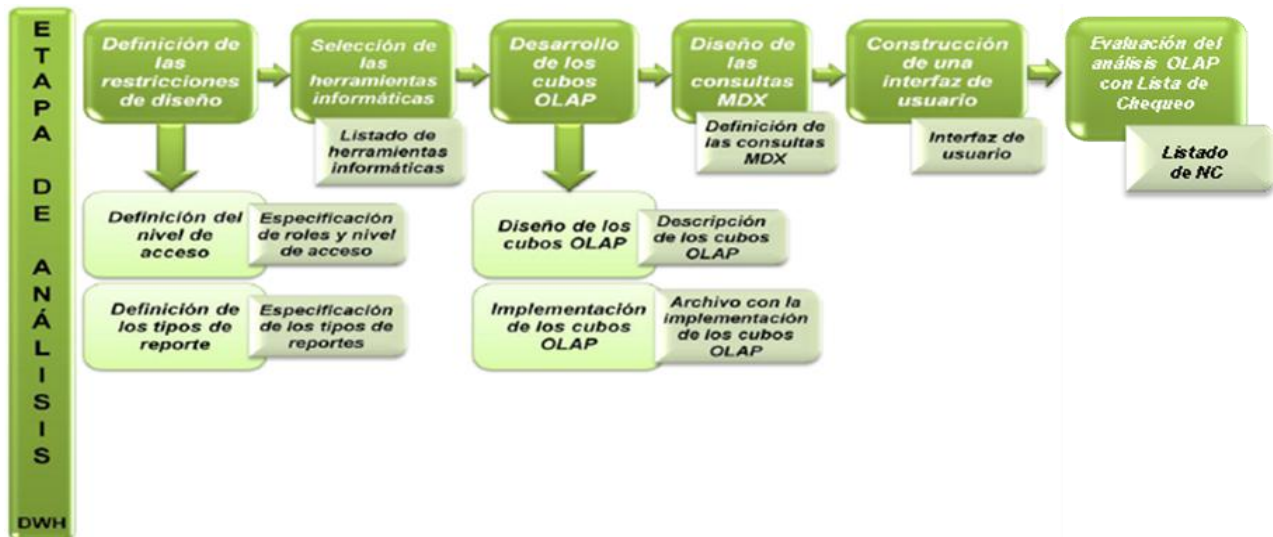 ETAPA DE ANÁLISIS
DWH
Definición de
las
restricciones
de diseño
Selección de
las
herramientas
informáticas
Listado de
herramientas
informáticas
Desarrollo
de los
cubos
OLAP
Diseño de
las
consultas
MDX
Definición de
las consultas
MDX
Construcción
de una
interfaz de
usuario
Interfaz de
usuario
Evaluación del
análisis OLAP
con Lista de
Chequeo
Listado
de NC
Definición del
nivel de
acceso
Especificación
de roles y nivel
de acceso
Definición de
los tipos de
reporte
Especificación
de los tipos de
reportes
Diseño de los
cubos OLAP
Descripción
de los cubos
OLAP
Implementación
de los cubos
OLAP
Archivo con la
implementación
de los cubos
OLAP